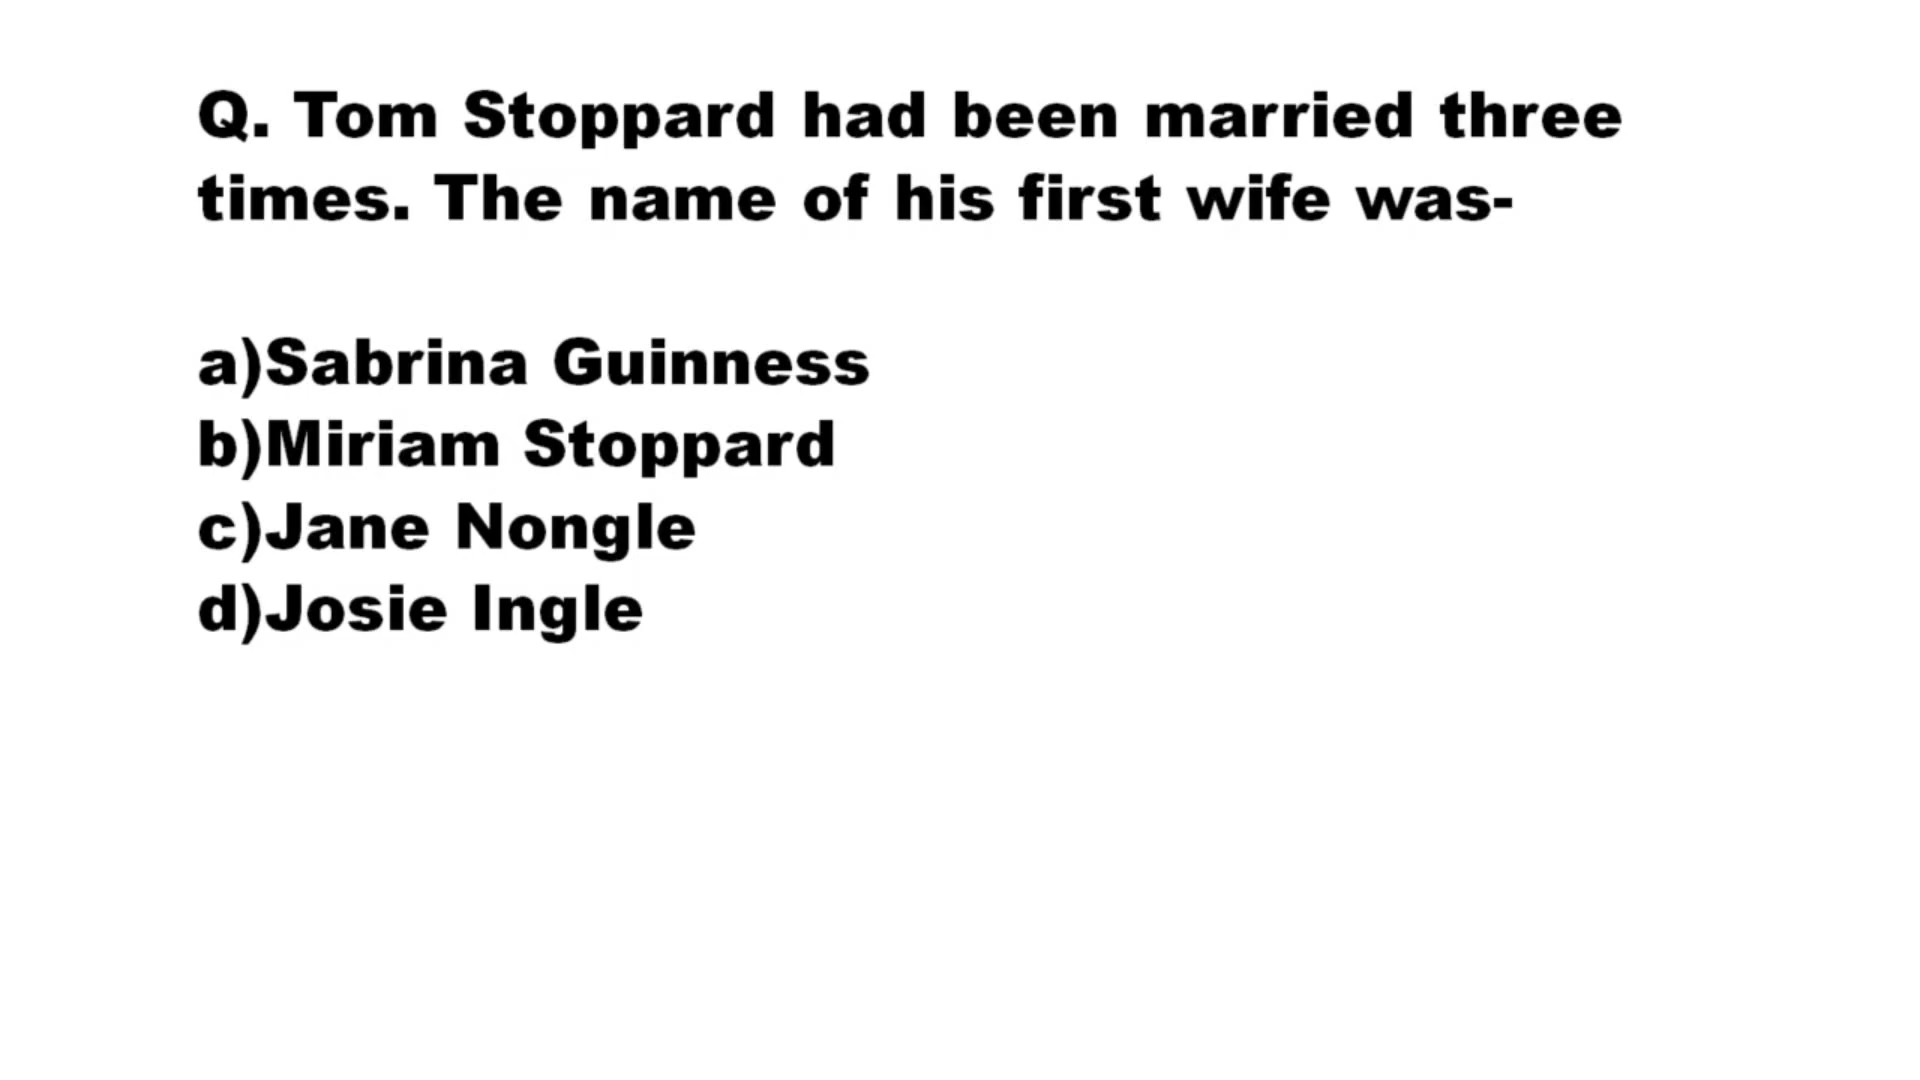 Q. Tom Stoppard had been married three
times. The name of his first wife was-
a)Sabrina Guinness
b)Miriam Stoppard
c)Jane Nongle
d)Josie Ingle